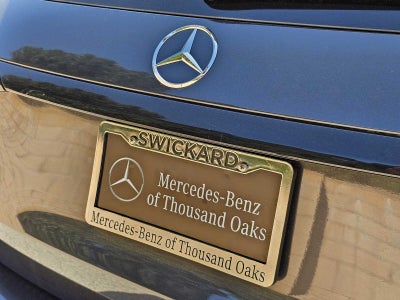 SWICKARD
Mercedes-Benz
of Thousand Oaks
Mercedes-Benz of Thousand Oaks